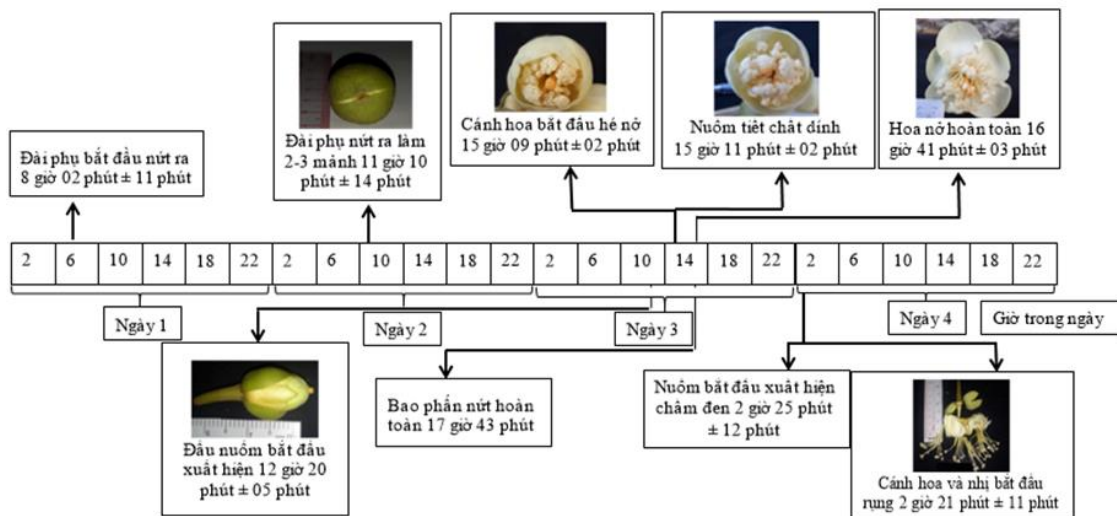 Đài phụ bắt đầu nứt ra
8 giờ 02 phút ± 11 phút
Đài phụ nứt ra làm
2-3 mảnh 11 giờ 10
phút ± 14 phút
Cánh hoa bắt đầu hé nở
15 giờ 09 phút ± 02 phút
Nuốm tiết chất dính
15 giờ 11 phút ± 02 phút
Hoa nở hoàn toàn 16
giờ 41 phút ± 03 phút
2 6 10 14 18 22 2 6 10 14 18 22 2 6 10 14 18 22 2 6 10 14 18 22
Ngày 1
Ngày 2
Ngày 3
Ngày 4
Giờ trong ngày
Đầu nuốm bắt đầu
xuất hiện 12 giờ 20
phút ± 05 phút
Bao phấn nứt hoàn
toàn 17 giờ 43 phút
Nuốm bắt đầu xuất hiện
chấm đen 2 giờ 25 phút
± 12 phút
Cánh hoa và nhị bắt đầu
rụng 2 giờ 21 phút ± 11 phút